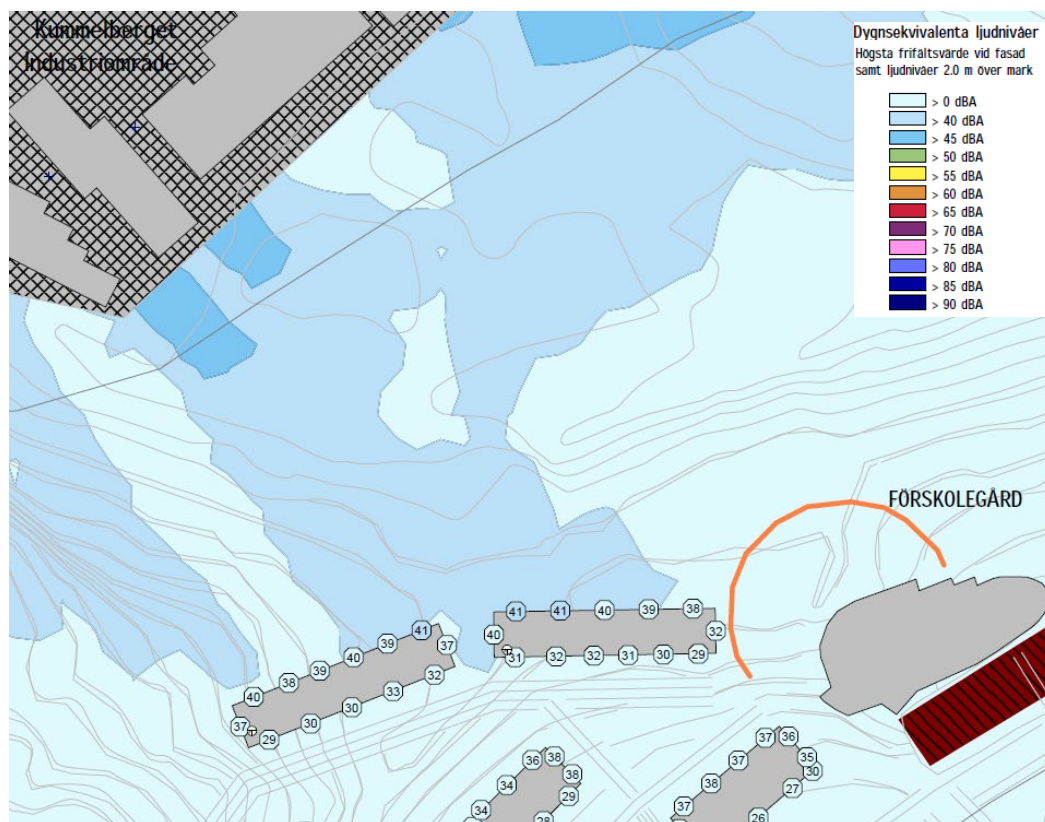 Kummelberget
Industriområde
Dygnsekvivalenta ljudnivåer
Högsta frifältsvärde vid fasad
samt ljudnivåer 2.0 m över mark
> 0 dBA
> 40 dBA
> 45 dBA
> 50 dBA
> 55 dBA
> 60 dBA
> 65 dBA
> 70 dBA
> 75 dBA
> 80 dBA
> 85 dBA
> 90 dBA
FÖRSKOLEGÅRD
41 41 40 39 38
40 32
31 32 32 31 30 29
40 38 39 40 39 41
37 37
29 30 30 33 32
36 38
34 38
34 29
28
37 36
37 35
38 30
37 27
26